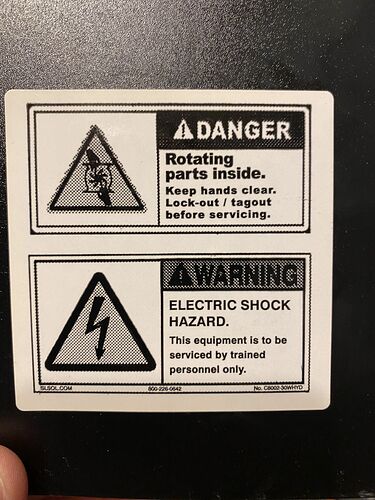 DANGER
Rotating
parts inside.
Keep hands clear.
Lock-out / tagout
before servicing.
WARNING
ELECTRIC SHOCK
HAZARD.
This equipment is to be
serviced by trained
personnel only.
SLSOL.COM 800-226-0642 No. C8002-30WHYD